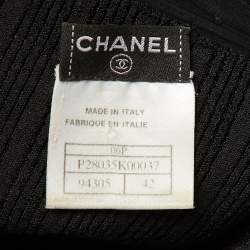 CHANEL
MADE IN ITALY
FABRIQUE EN ITALIE
06P
P28035K00037
94305 42